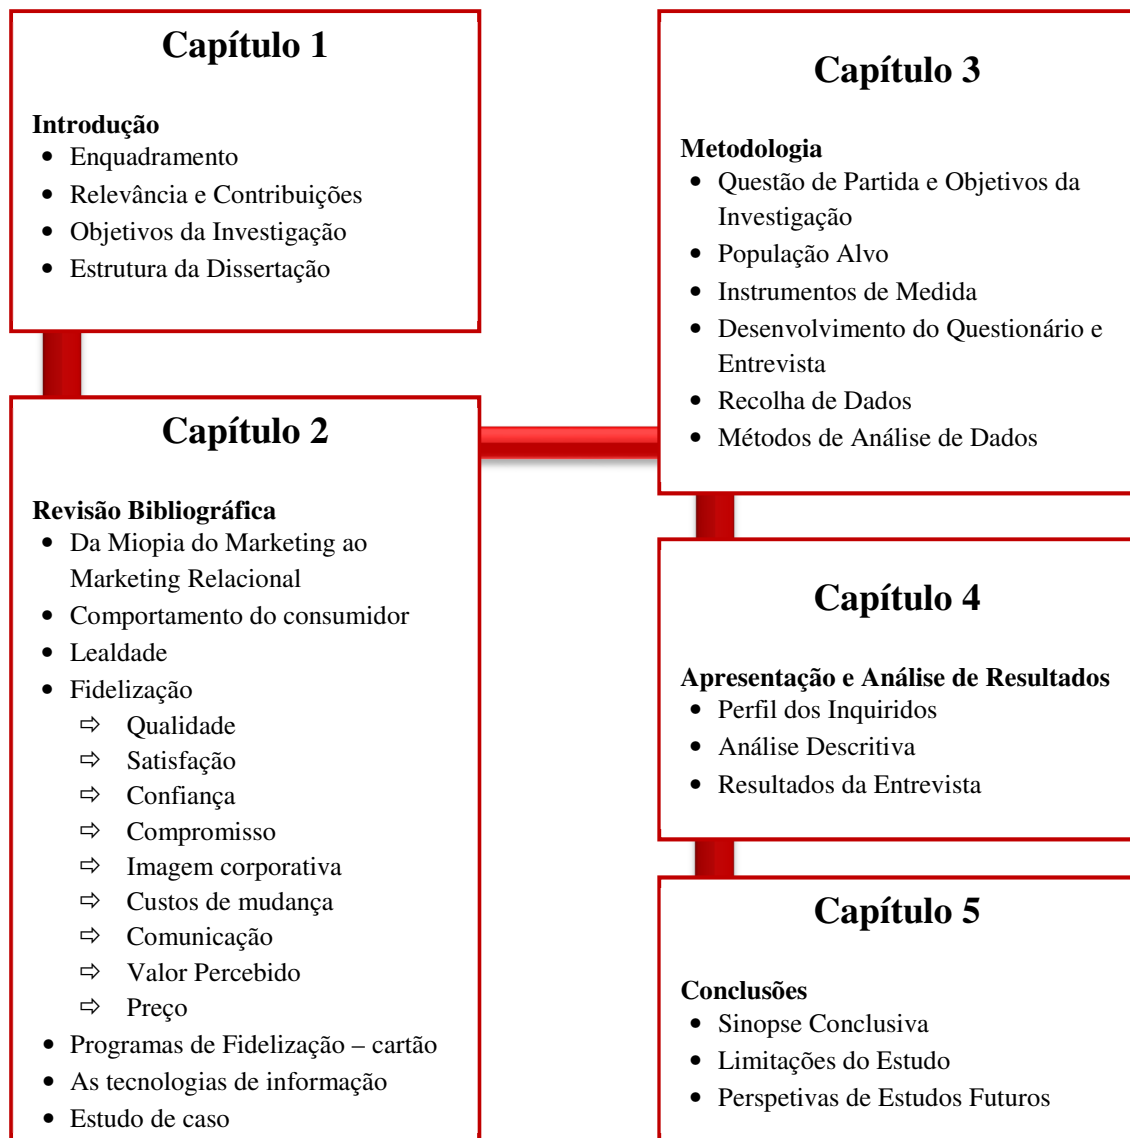 Capítulo 1
Introdução
• Enquadramento
• Relevância e Contribuições
• Objetivos da Investigação
• Estrutura da Dissertação
Capítulo 2
Revisão Bibliográfica
• Da Miopia do Marketing ao
Marketing Relacional
• Comportamento do consumidor
• Lealdade
• Fidelização
⇨ Qualidade
⇨ Satisfação
⇨ Confiança
⇨ Compromisso
⇨ Imagem corporativa
⇨ Custos de mudança
⇨ Comunicação
⇨ Valor Percebido
⇨ Preço
• Programas de Fidelização – cartão
• As tecnologias de informação
• Estudo de caso
Capítulo 3
Metodologia
• Questão de Partida e Objetivos da
Investigação
• População Alvo
• Instrumentos de Medida
• Desenvolvimento do Questionário e
Entrevista
• Recolha de Dados
• Métodos de Análise de Dados
Capítulo 4
Apresentação e Análise de Resultados
• Perfil dos Inquiridos
• Análise Descritiva
• Resultados da Entrevista
Capítulo 5
Conclusões
• Sinopse Conclusiva
• Limitações do Estudo
• Perspetivas de Estudos Futuros